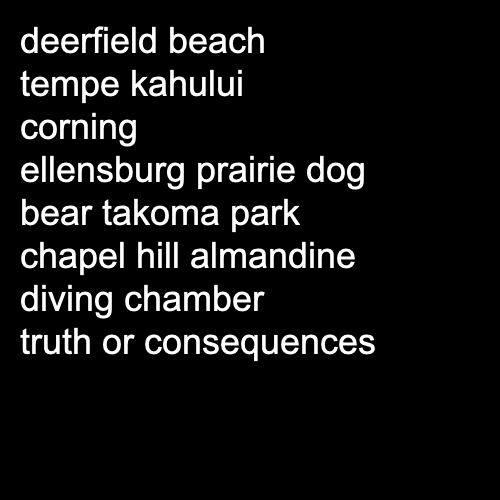 deerfield beach
tempe kahului
corning
ellensburg prairie dog
bear takoma park
chapel hill almandine
diving chamber
truth or consequences